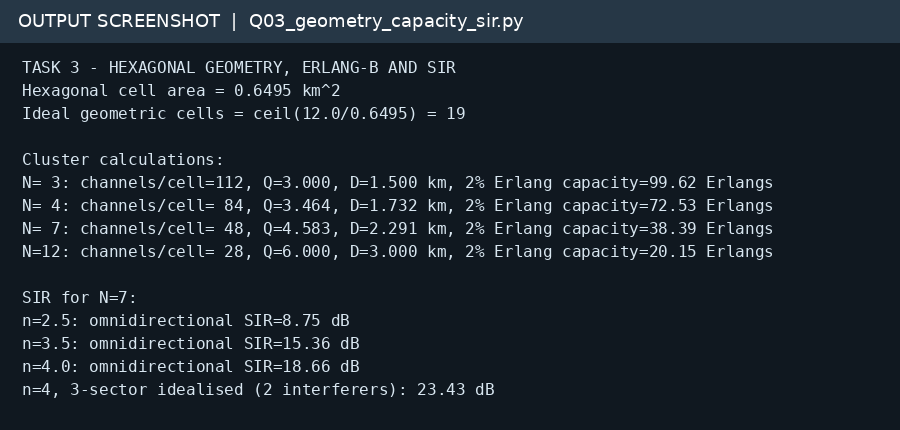 OUTPUT SCREENSHOT | Q03_geometry_capacity_sir.py
TASK 3 - HEXAGONAL GEOMETRY, ERLANG-B AND SIR
Hexagonal cell area = 0.6495 km^2
Ideal geometric cells = ceil(12.0/0.6495) = 19
Cluster calculations:
N= 3: channels/cell=112, Q=3.000, D=1.500 km, 2% Erlang capacity=99.62 Erlangs
N= 4: channels/cell= 84, Q=3.464, D=1.732 km, 2% Erlang capacity=72.53 Erlangs
N= 7: channels/cell= 48, Q=4.583, D=2.291 km, 2% Erlang capacity=38.39 Erlangs
N=12: channels/cell= 28, Q=6.000, D=3.000 km, 2% Erlang capacity=20.15 Erlangs
SIR for N=7:
n=2.5: omnidirectional SIR=8.75 dB
n=3.5: omnidirectional SIR=15.36 dB
n=4.0: omnidirectional SIR=18.66 dB
n=4, 3-sector idealised (2 interferers): 23.43 dB